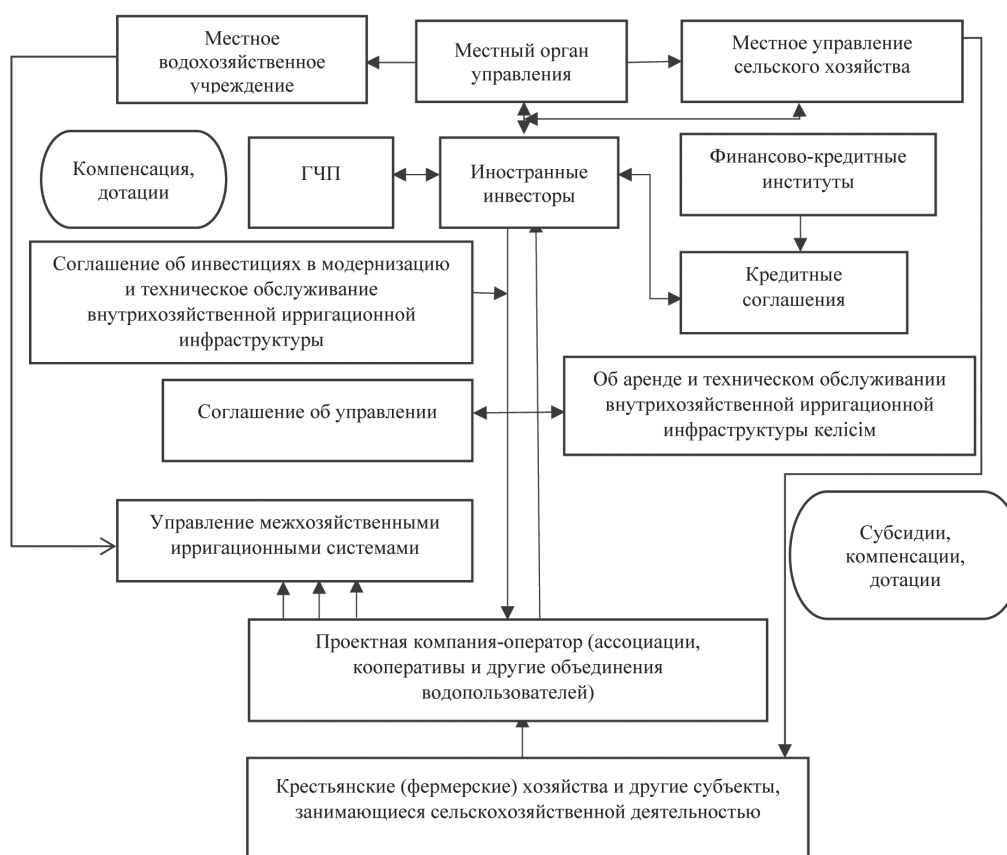 Местное
водохозяйственное
учреждение
Местный орган
управления
Местное управление
сельского хозяйства
Компенсация,
дотации
ГЧП
Иностранные
инвесторы
Финансово-кредитные
институты
Соглашение об инвестициях в модернизацию
и техническое обслуживание
внутрихозяйственной ирригационной
инфраструктуры
Кредитные
соглашения
Соглашение об управлении
Об аренде и техническом обслуживании
внутрихозяйственной ирригационной
инфраструктуры келісім
Управление межхозяйственными
ирригационными системами
Субсидии,
компенсации,
дотации
Проектная компания-оператор (ассоциации,
кооперативы и другие объединения
водопользователей)
Крестьянские (фермерские) хозяйства и другие субъекты,
занимающиеся сельскохозяйственной деятельностью